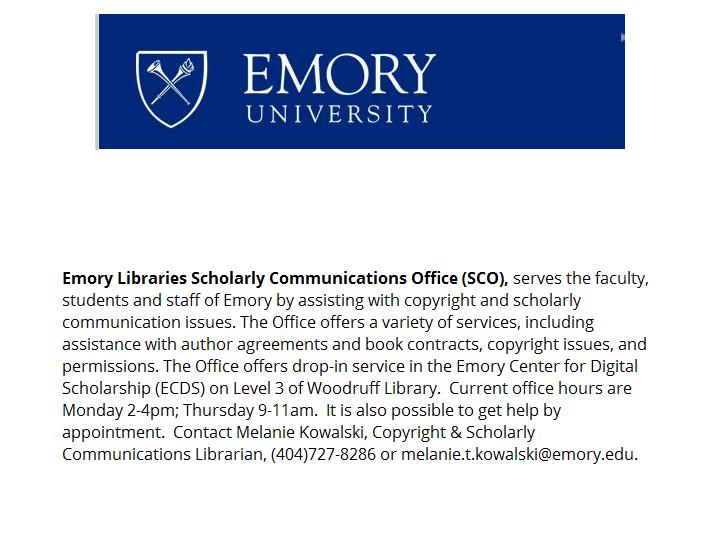 EMORY
UNIVERSITY
Emory Libraries Scholarly Communications Office (SCO), serves the faculty,
students and staff of Emory by assisting with copyright and scholarly
communication issues. The Office offers a variety of services, including
assistance with author agreements and book contracts, copyright issues, and
permissions. The Office offers drop-in service in the Emory Center for Digital
Scholarship (ECDS) on Level 3 of Woodruff Library.  Current office hours are
Monday 2-4pm; Thursday 9-11am.  It is also possible to get help by
appointment.  Contact Melanie Kowalski, Copyright & Scholarly
Communications Librarian, (404)727-8286 or melanie.t.kowalski@emory.edu.